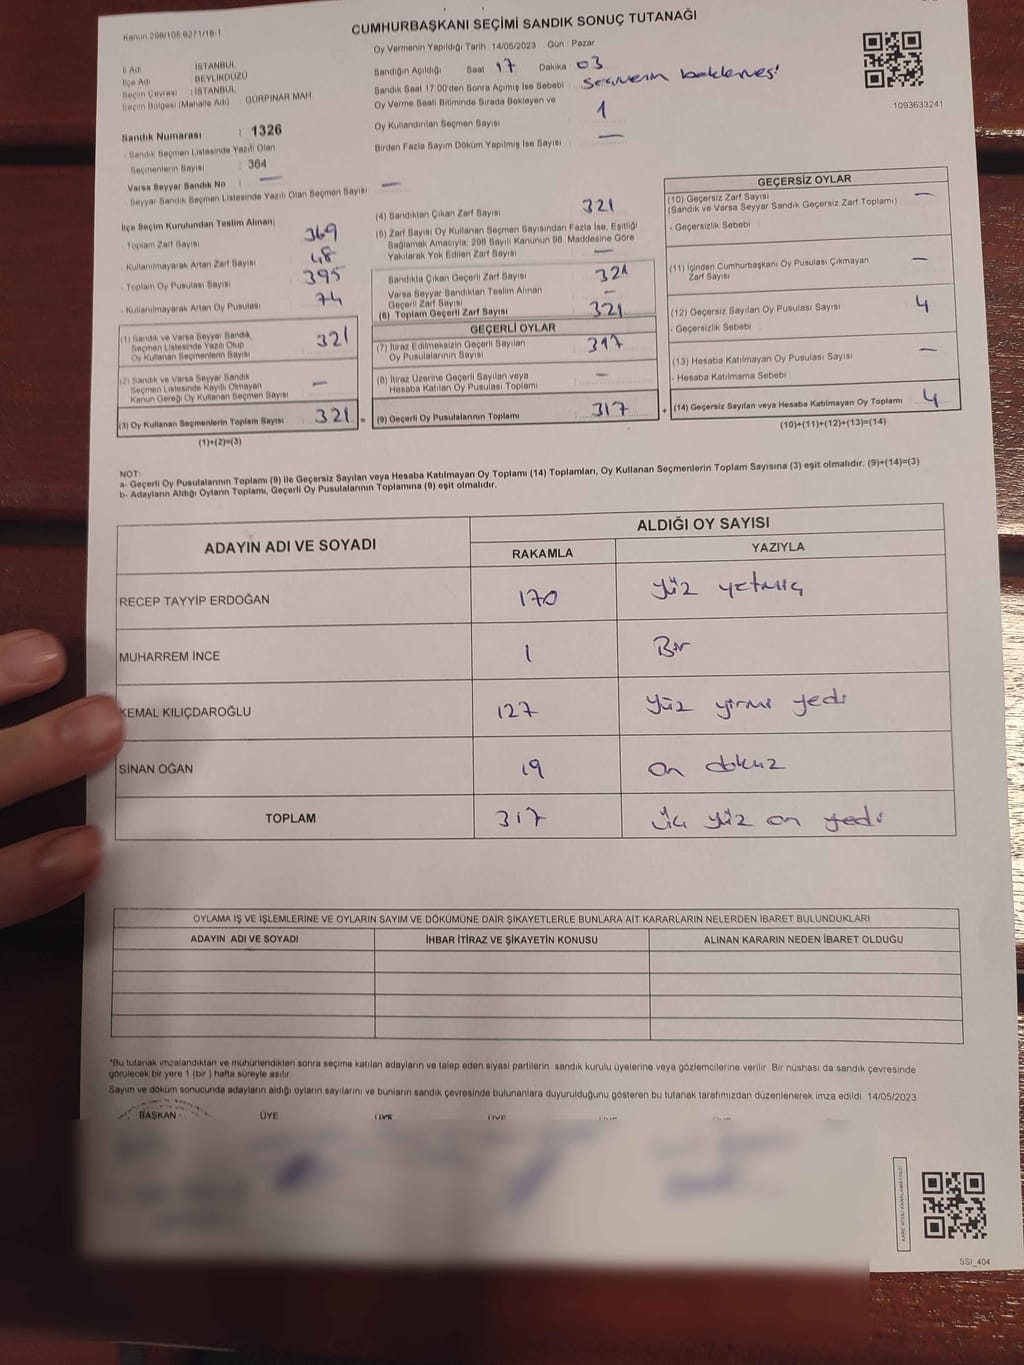 Kanun 298/106 6271/18-1
CUMHURBAŞKANI SEÇİMİ SANDIK SONUÇ TUTANAĞI
Oy Vermenin Yapıldığı Tarih : 14/05/2023 Gün : Pazar
İl Adı : İSTANBUL
İlçe Adı : BEYLİKDÜZÜ
Seçim Çevresi : İSTANBUL
Seçim Bölgesi (Mahalle Adı) : GÜRPINAR MAH.
Sandık Numarası : 1326
- Sandık Seçmen Listesinde Yazılı Olan
Seçmenlerin Sayısı : 364
Varsa Seyyar Sandık No : —
- Seyyar Sandık Seçmen Listesinde Yazılı Olan Seçmen Sayısı : —
Sandığın Açıldığı Saat 17 Dakika 03
Sandık Saat 17.00'den Sonra Açımış İse Sebebi : Seçmenin beklemesi
Oy Verme Saati Bitiminde Sırada Bekleyen ve
Oy Kullandırılan Seçmen Sayısı : 1
Birden Fazla Sayım Döküm Yapılmış İse Sayısı : —
1093633241
İlçe Seçim Kurulundan Teslim Alınan;
- Toplam Zarf Sayısı 369
- Kullanılmayarak Artan Zarf Sayısı 48
- Toplam Oy Pusulası Sayısı 395
- Kullanılmayarak Artan Oy Pusulası 74
(1) Sandık ve Varsa Seyyar Sandık
Seçmen Listesinde Yazılı Olup
Oy Kullanan Seçmenlerin Sayısı 321
(2) Sandık ve Varsa Seyyar Sandık
Seçmen Listesinde Kayıtlı Olmayan
Kanun Gereği Oy Kullanan Seçmen Sayısı —
(3) Oy Kullanan Seçmenlerin Toplam Sayısı 321 =
(1)+(2)=(3)
(4) Sandıktan Çıkan Zarf Sayısı 321
(5) Zarf Sayısı Oy Kullanan Seçmen Sayısından Fazla İse, Eşitliği
Sağlamak Amacıyla, 298 Sayılı Kanunun 98. Maddesine Göre
Yakılarak Yok Edilen Zarf Sayısı —
Sandıkta Çıkan Geçerli Zarf Sayısı 321
Varsa Seyyar Sandıktan Teslim Alınan
Geçerli Zarf Sayısı —
(6) Toplam Geçerli Zarf Sayısı 321
GEÇERLİ OYLAR
(7) İtiraz Edilmeksizin Geçerli Sayılan
Oy Pusulalarının Sayısı 317
(8) İtiraz Üzerine Geçerli Sayılan veya
Hesaba Katılan Oy Pusulası Toplamı —
(9) Geçerli Oy Pusulalarının Toplamı 317 +
GEÇERSİZ OYLAR
(10) Geçersiz Zarf Sayısı
(Sandık ve Varsa Seyyar Sandık Geçersiz Zarf Toplamı) —
- Geçersizlik Sebebi
(11) İçinden Cumhurbaşkanı Oy Pusulası Çıkmayan
Zarf Sayısı —
(12) Geçersiz Sayılan Oy Pusulası Sayısı 4
- Geçersizlik Sebebi
(13) Hesaba Katılmayan Oy Pusulası Sayısı —
- Hesaba Katılmama Sebebi
(14) Geçersiz Sayılan veya Hesaba Katılmayan Oy Toplamı 4
(10)+(11)+(12)+(13)=(14)
NOT:
a- Geçerli Oy Pusulalarının Toplamı (9) ile Geçersiz Sayılan veya Hesaba Katılmayan Oy Toplamı (14) Toplamları, Oy Kullanan Seçmenlerin Toplam Sayısına (3) eşit olmalıdır. (9)+(14)=(3)
b- Adayların Aldığı Oyların Toplamı, Geçerli Oy Pusulalarının Toplamına (9) eşit olmalıdır.
ADAYIN ADI VE SOYADI ALDIĞI OY SAYISI
RAKAMLA YAZIYLA
RECEP TAYYİP ERDOĞAN 170 yüz yetmiş
MUHARREM İNCE 1 Bir
KEMAL KILIÇDAROĞLU 127 yüz yirmi yedi
SİNAN OĞAN 19 on dokuz
TOPLAM 317 üç yüz on yedi
OYLAMA İŞ VE İŞLEMLERİNE VE OYLARIN SAYIM VE DÖKÜMÜNE DAİR ŞİKAYETLERLE BUNLARA AİT KARARLARIN NELERDEN İBARET BULUNDUKLARI
ADAYIN ADI VE SOYADI İHBAR İTİRAZ VE ŞİKAYETİN KONUSU ALINAN KARARIN NEDEN İBARET OLDUĞU
*Bu tutanak imzalandıktan ve mühürlendikten sonra seçime katılan adayların ve talep eden siyasi partilerin sandık kurulu üyelerine veya gözlemcilerine verilir. Bir nüshası da sandık çevresinde
görülecek bir yere 1 (bir ) hafta süreyle asılır.
Sayım ve döküm sonucunda adayların aldığı oyların sayılarını ve bunların sandık çevresinde bulunanlara duyurulduğunu gösteren bu tutanak tarafımızdan düzenlenerek imza edildi. 14/05/2023
BAŞKAN ÜYE ÜYE ÜYE
SSI_404